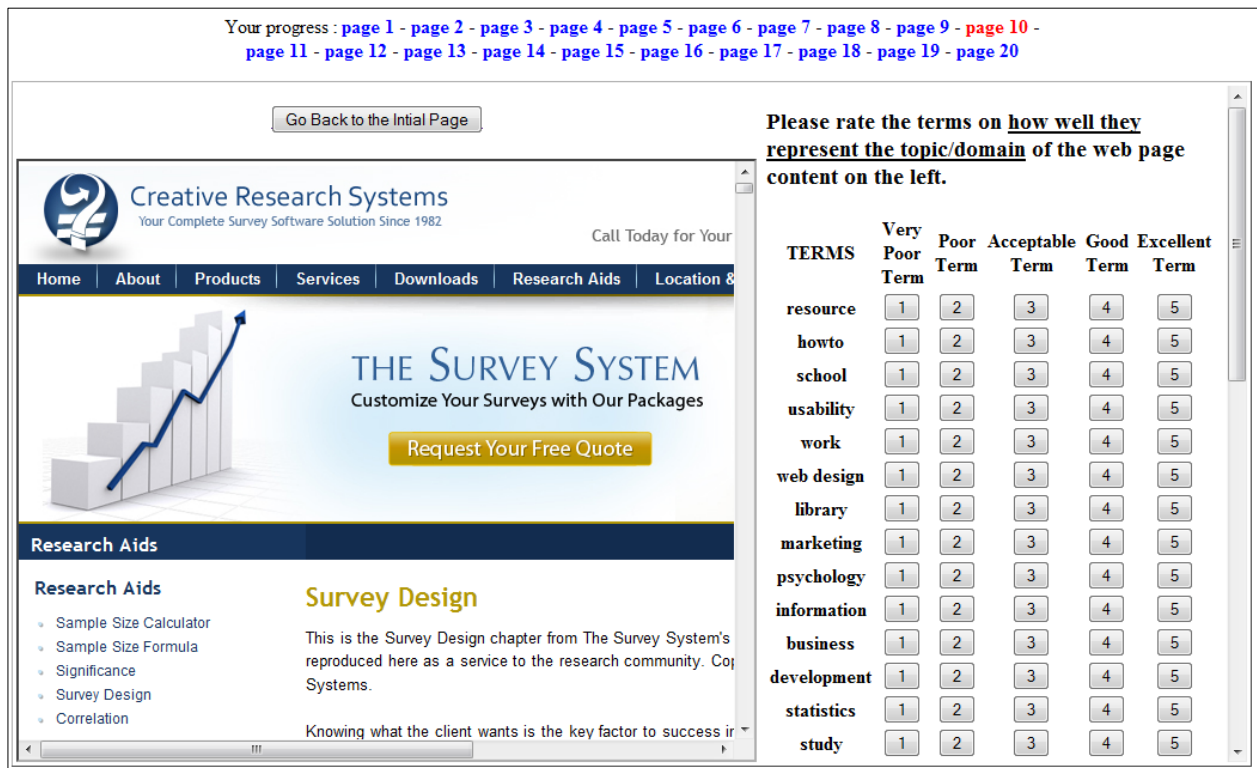 Your progress : page 1 - page 2 - page 3 - page 4 - page 5 - page 6 - page 7 - page 8 - page 9 - page 10 -
page 11 - page 12 - page 13 - page 14 - page 15 - page 16 - page 17 - page 18 - page 19 - page 20
Go Back to the Intial Page
Creative Research Systems
Your Complete Survey Software Solution Since 1982
Call Today for Your
Home About Products Services Downloads Research Aids Location &
THE SURVEY SYSTEM
Customize Your Surveys with Our Packages
Request Your Free Quote
Research Aids
Research Aids
Sample Size Calculator
Sample Size Formula
Significance
Survey Design
Correlation
Survey Design
This is the Survey Design chapter from The Survey System's
reproduced here as a service to the research community.
Systems.
Knowing what the client wants is the key factor to success
Please rate the terms on how well they
represent the topic/domain of the web page
content on the left.
TERMS Very Poor Term Poor Term Acceptable Term Good Term Excellent Term
resource 1 2 3 4 5
howto 1 2 3 4 5
school 1 2 3 4 5
usability 1 2 3 4 5
work 1 2 3 4 5
web design 1 2 3 4 5
library 1 2 3 4 5
marketing 1 2 3 4 5
psychology 1 2 3 4 5
information 1 2 3 4 5
business 1 2 3 4 5
development 1 2 3 4 5
statistics 1 2 3 4 5
study 1 2 3 4 5